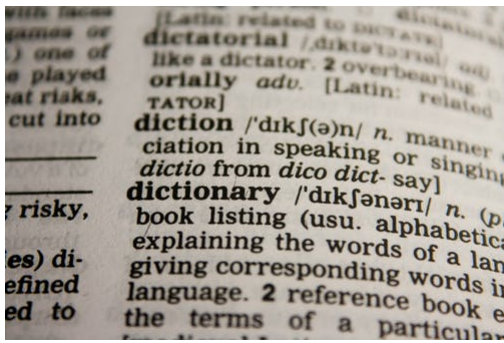 with faces
games or
) one of
e played
eat risks,
cut into
risky,
es) di-
efined
ed to
[Latin: related to DICTATE]
dictatorial /ˌdɪktəˈtɔːrɪəl/ adj.
like a dictator. 2 overbearing.
orially adv. [Latin: related
TATOR]
diction /ˈdɪkʃ(ə)n/ n. manner
ciation in speaking or singing
dictio from dico dict- say]
dictionary /ˈdɪkʃənərɪ/ n. (p
book listing (usu. alphabetica
explaining the words of a lan
giving corresponding words in
language. 2 reference book e
the terms of a particular